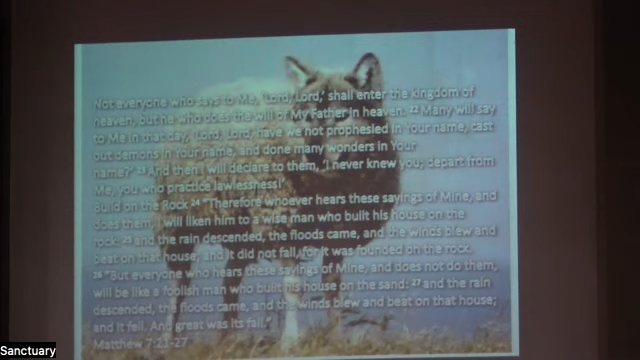 Not everyone who says to Me, 'Lord, Lord,' shall enter the kingdom of
heaven, but he who does the will of My Father in heaven. 22 Many will say
to Me in that day, 'Lord, Lord, have we not prophesied in Your name, cast
out demons in Your name, and done many wonders in Your
name?' 23 And then I will declare to them, 'I never knew you; depart from
Me, you who practice lawlessness!'
Build on the Rock 24 "Therefore whoever hears these sayings of Mine, and
does them, I will liken him to a wise man who built his house on the
rock: 25 and the rain descended, the floods came, and the winds blew and
beat on that house; and it did not fall, for it was founded on the rock.
26 "But everyone who hears these sayings of Mine, and does not do them,
will be like a foolish man who built his house on the sand: 27 and the rain
descended, the floods came, and the winds blew and beat on that house;
and it fell. And great was its fall."
Matthew 7:21-27
Sanctuary